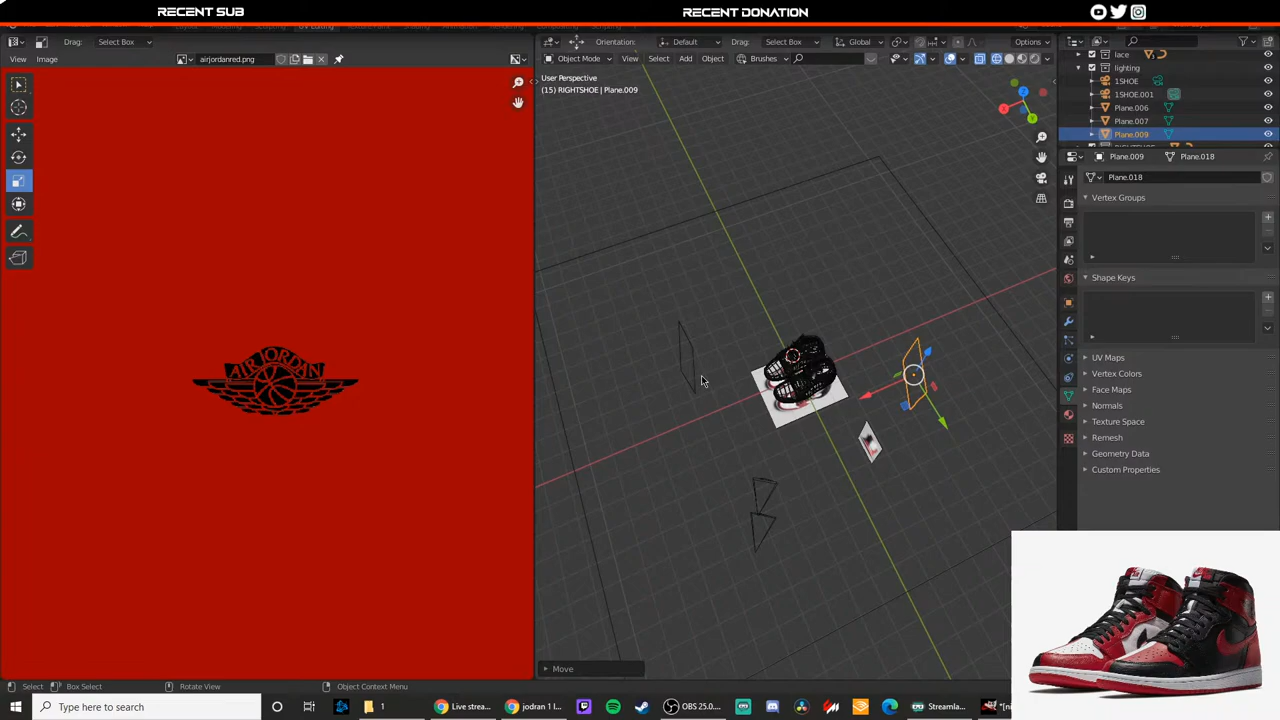 RECENT SUB
RECENT DONATION
Drag: Select Box
Orientation: Default Drag: Select Box Global Options
View Image airjordanred.png
Object Mode View Select Add Object Brushes
User Perspective
(15) RIGHTSHOE | Plane.009
lace
lighting
1SHOE
1SHOE.001
Plane.006
Plane.007
Plane.009
Plane.009 Plane.018
Plane.018
Vertex Groups
Shape Keys
UV Maps
Vertex Colors
Face Maps
Normals
Texture Space
Remesh
Geometry Data
Custom Properties
AIR JORDAN
Move
Select Box Select Rotate View Object Context Menu
Type here to search
1
Live strea...
jodran 1 l...
OBS 25.0....
Streamla...